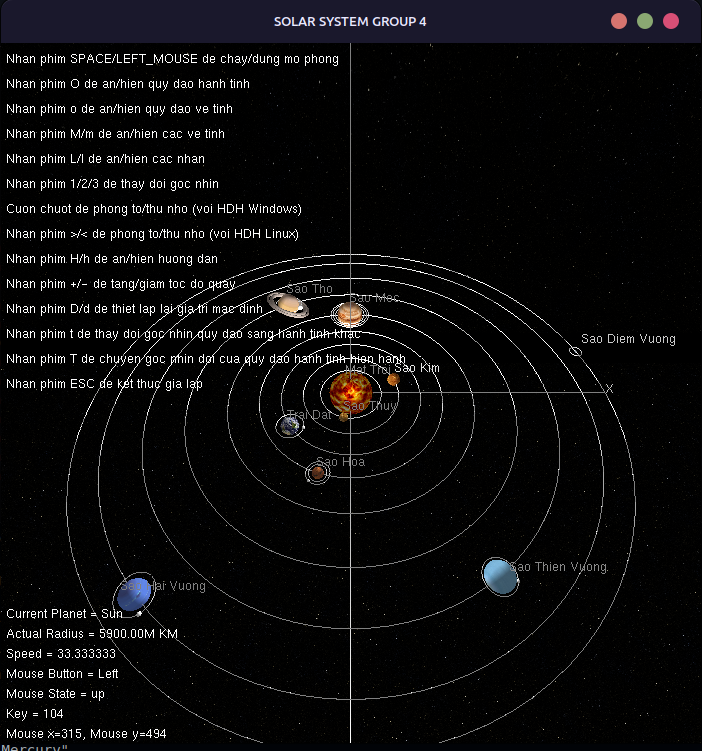 SOLAR SYSTEM GROUP 4
Nhan phim SPACE/LEFT_MOUSE de chay/dung mo phong
Nhan phim O de an/hien quy dao hanh tinh
Nhan phim o de an/hien quy dao ve tinh
Nhan phim M/m de an/hien cac ve tinh
Nhan phim L/l de an/hien cac nhan
Nhan phim 1/2/3 de thay doi goc nhin
Cuon chuot de phong to/thu nho (voi HDH Windows)
Nhan phim >/< de phong to/thu nho (voi HDH Linux)
Nhan phim H/h de an/hien huong dan
Nhan phim +/- de tang/giam toc do quay
Sao Tho
Sao Moc
Nhan phim D/d de thiet lap lai gia tri mac dinh
Nhan phim t de thay doi goc nhin quy dao sang hanh tinh khac
Sao Diem Vuong
Nhan phim T de chuyen goc nhin doi cua quy dao hanh tinh hien hanh
Mat Troi
Sao Kim
Nhan phim ESC de ket thuc gia lap
X
Sao Thuy
Trai Dat
Sao Hoa
Sao Thien Vuong
Sao Hai Vuong
Current Planet = Sun
Actual Radius = 5900.00M KM
Speed = 33.333333
Mouse Button = Left
Mouse State = up
Key = 104
Mouse x=315, Mouse y=494
Mercury"